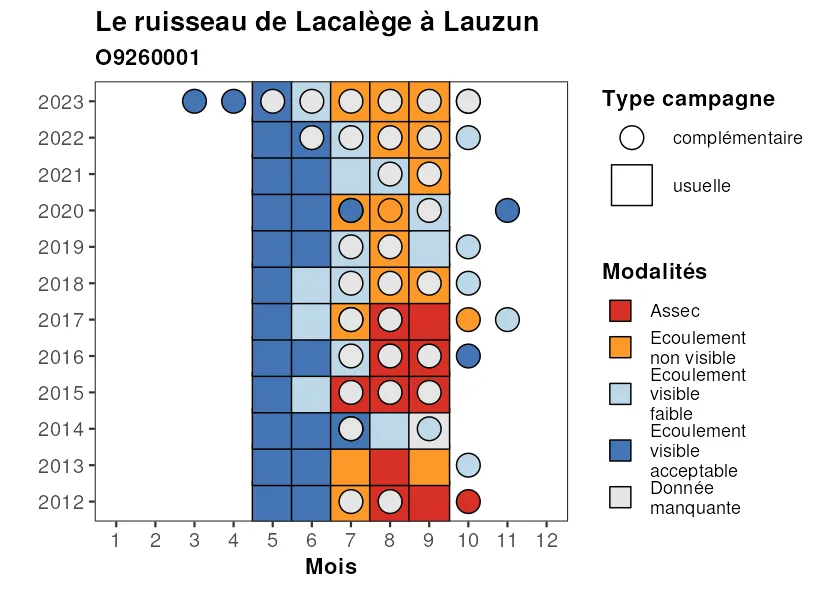 Le ruisseau de Lacalège à Lauzun
O9260001
2023
2022
2021
2020
2019
2018
2017
2016
2015
2014
2013
2012
1 2 3 4 5 6 7 8 9 10 11 12
Mois
Type campagne
complémentaire
usuelle
Modalités
Assec
Ecoulement
non visible
Ecoulement
visible
faible
Ecoulement
visible
acceptable
Donnée
manquante